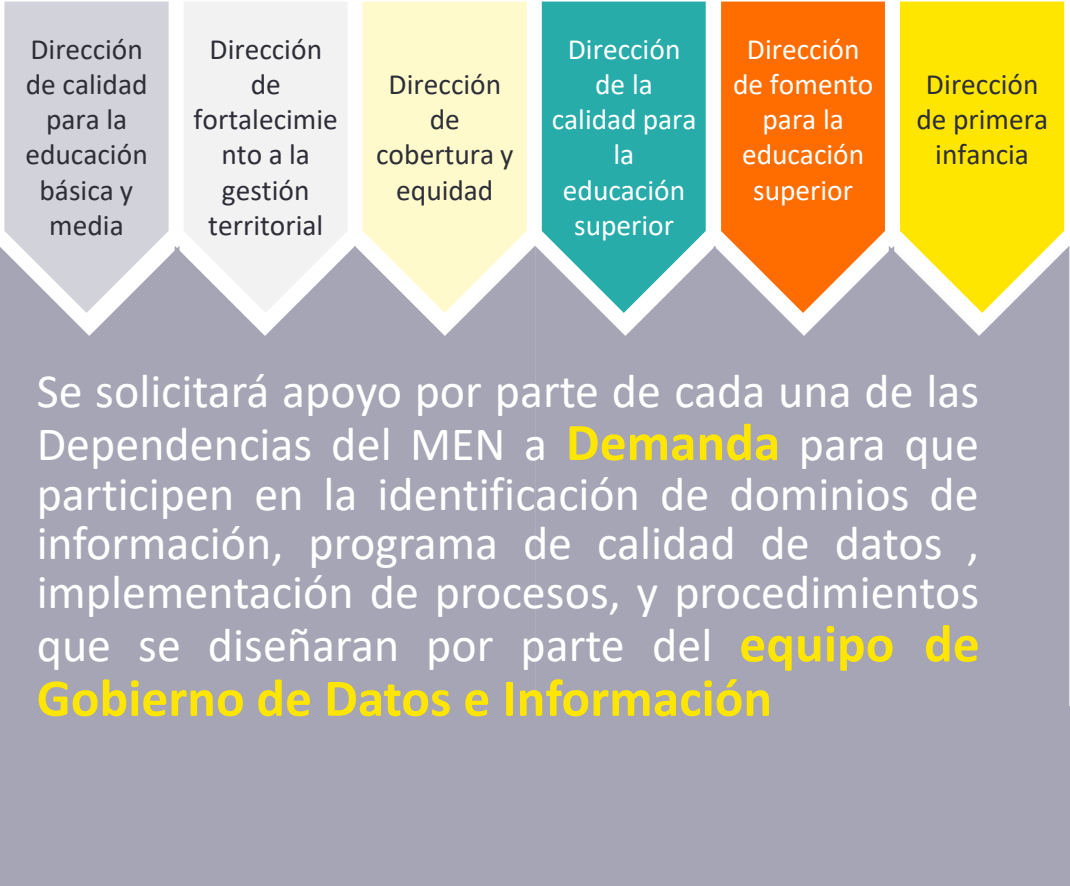 Dirección
de calidad
para la
educación
básica y
media
Dirección
de
fortalecimie
nto a la
gestión
territorial
Dirección
de
cobertura y
equidad
Dirección
de la
calidad para
la
educación
superior
Dirección
de fomento
para la
educación
superior
Dirección
de primera
infancia
Se solicitará apoyo por parte de cada una de las
Dependencias del MEN a Demanda para que
participen en la identificación de dominios de
información, programa de calidad de datos ,
implementación de procesos, y procedimientos
que se diseñaran por parte del equipo de
Gobierno de Datos e Información